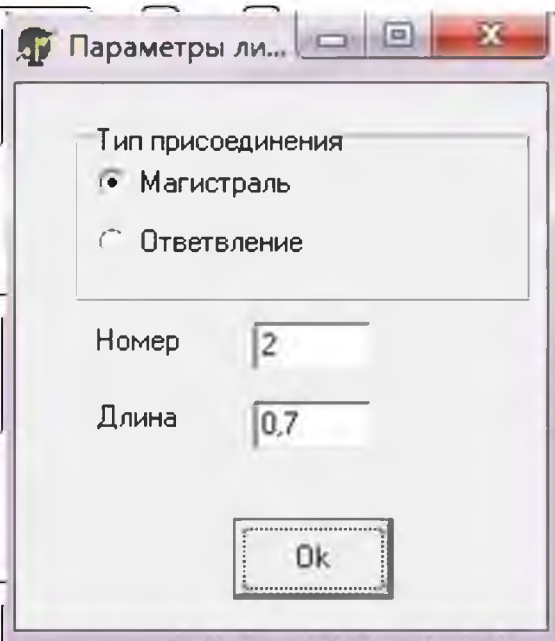 Параметры ли...
Тип присоединения
Магистраль
Ответвление
Номер 2
Длина 0,7
Ok